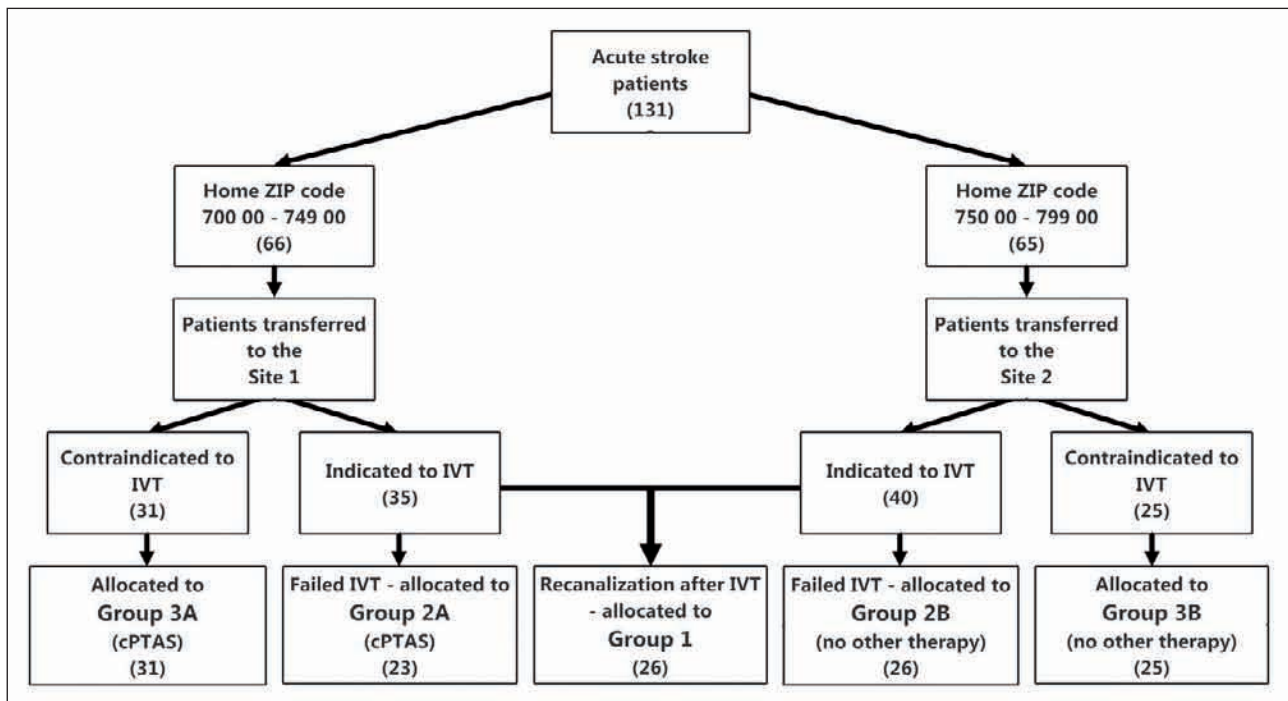 Acute stroke
patients
(131)
Home ZIP code
700 00 - 749 00
(66)
Home ZIP code
750 00 - 799 00
(65)
Patients transferred
to the
Site 1
Patients transferred
to the
Site 2
Contraindicated to
IVT
(31)
Indicated to IVT
(35)
Indicated to IVT
(40)
Contraindicated to
IVT
(25)
Allocated to
Group 3A
(cPTAS)
(31)
Failed IVT - allocated to
Group 2A
(cPTAS)
(23)
Recanalization after IVT
- allocated to
Group 1
(26)
Failed IVT - allocated to
Group 2B
(no other therapy)
(26)
Allocated to
Group 3B
(no other therapy)
(25)